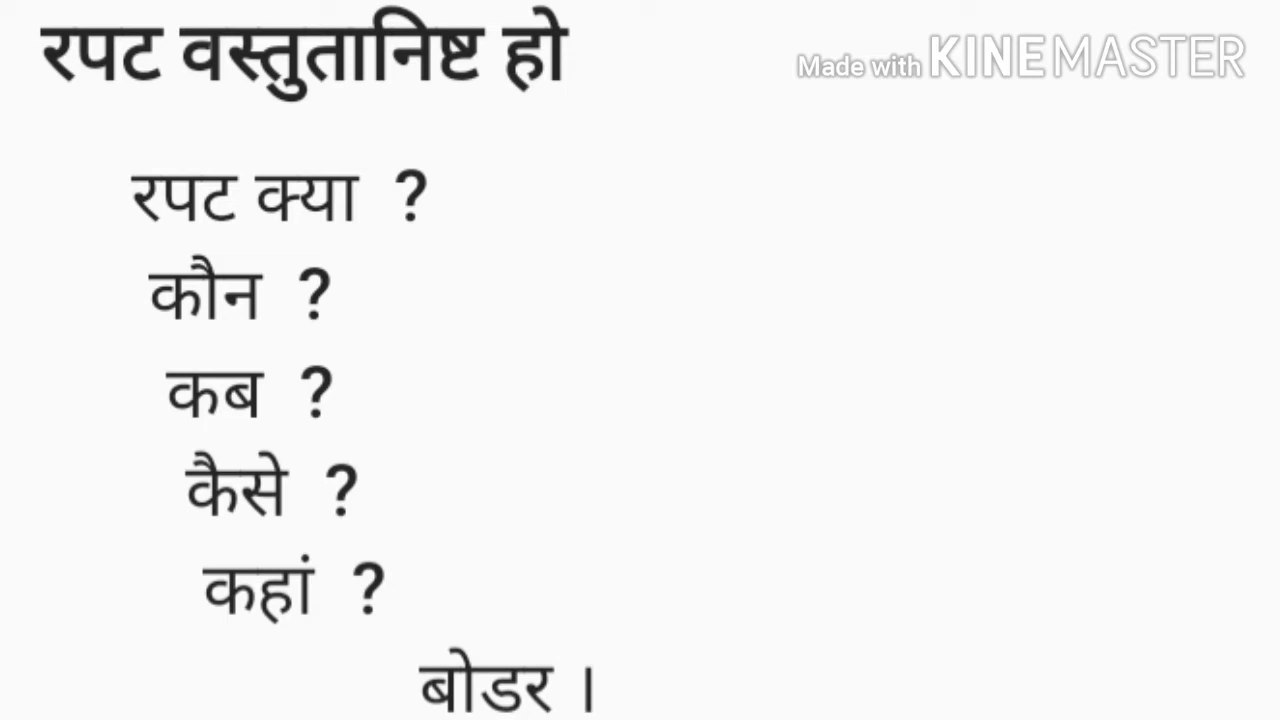 रपट वस्तुतानिष्ट हो
Made with KINEMASTER
रपट क्या ?
कौन ?
कब ?
कैसे ?
कहां ?
बोडर ।